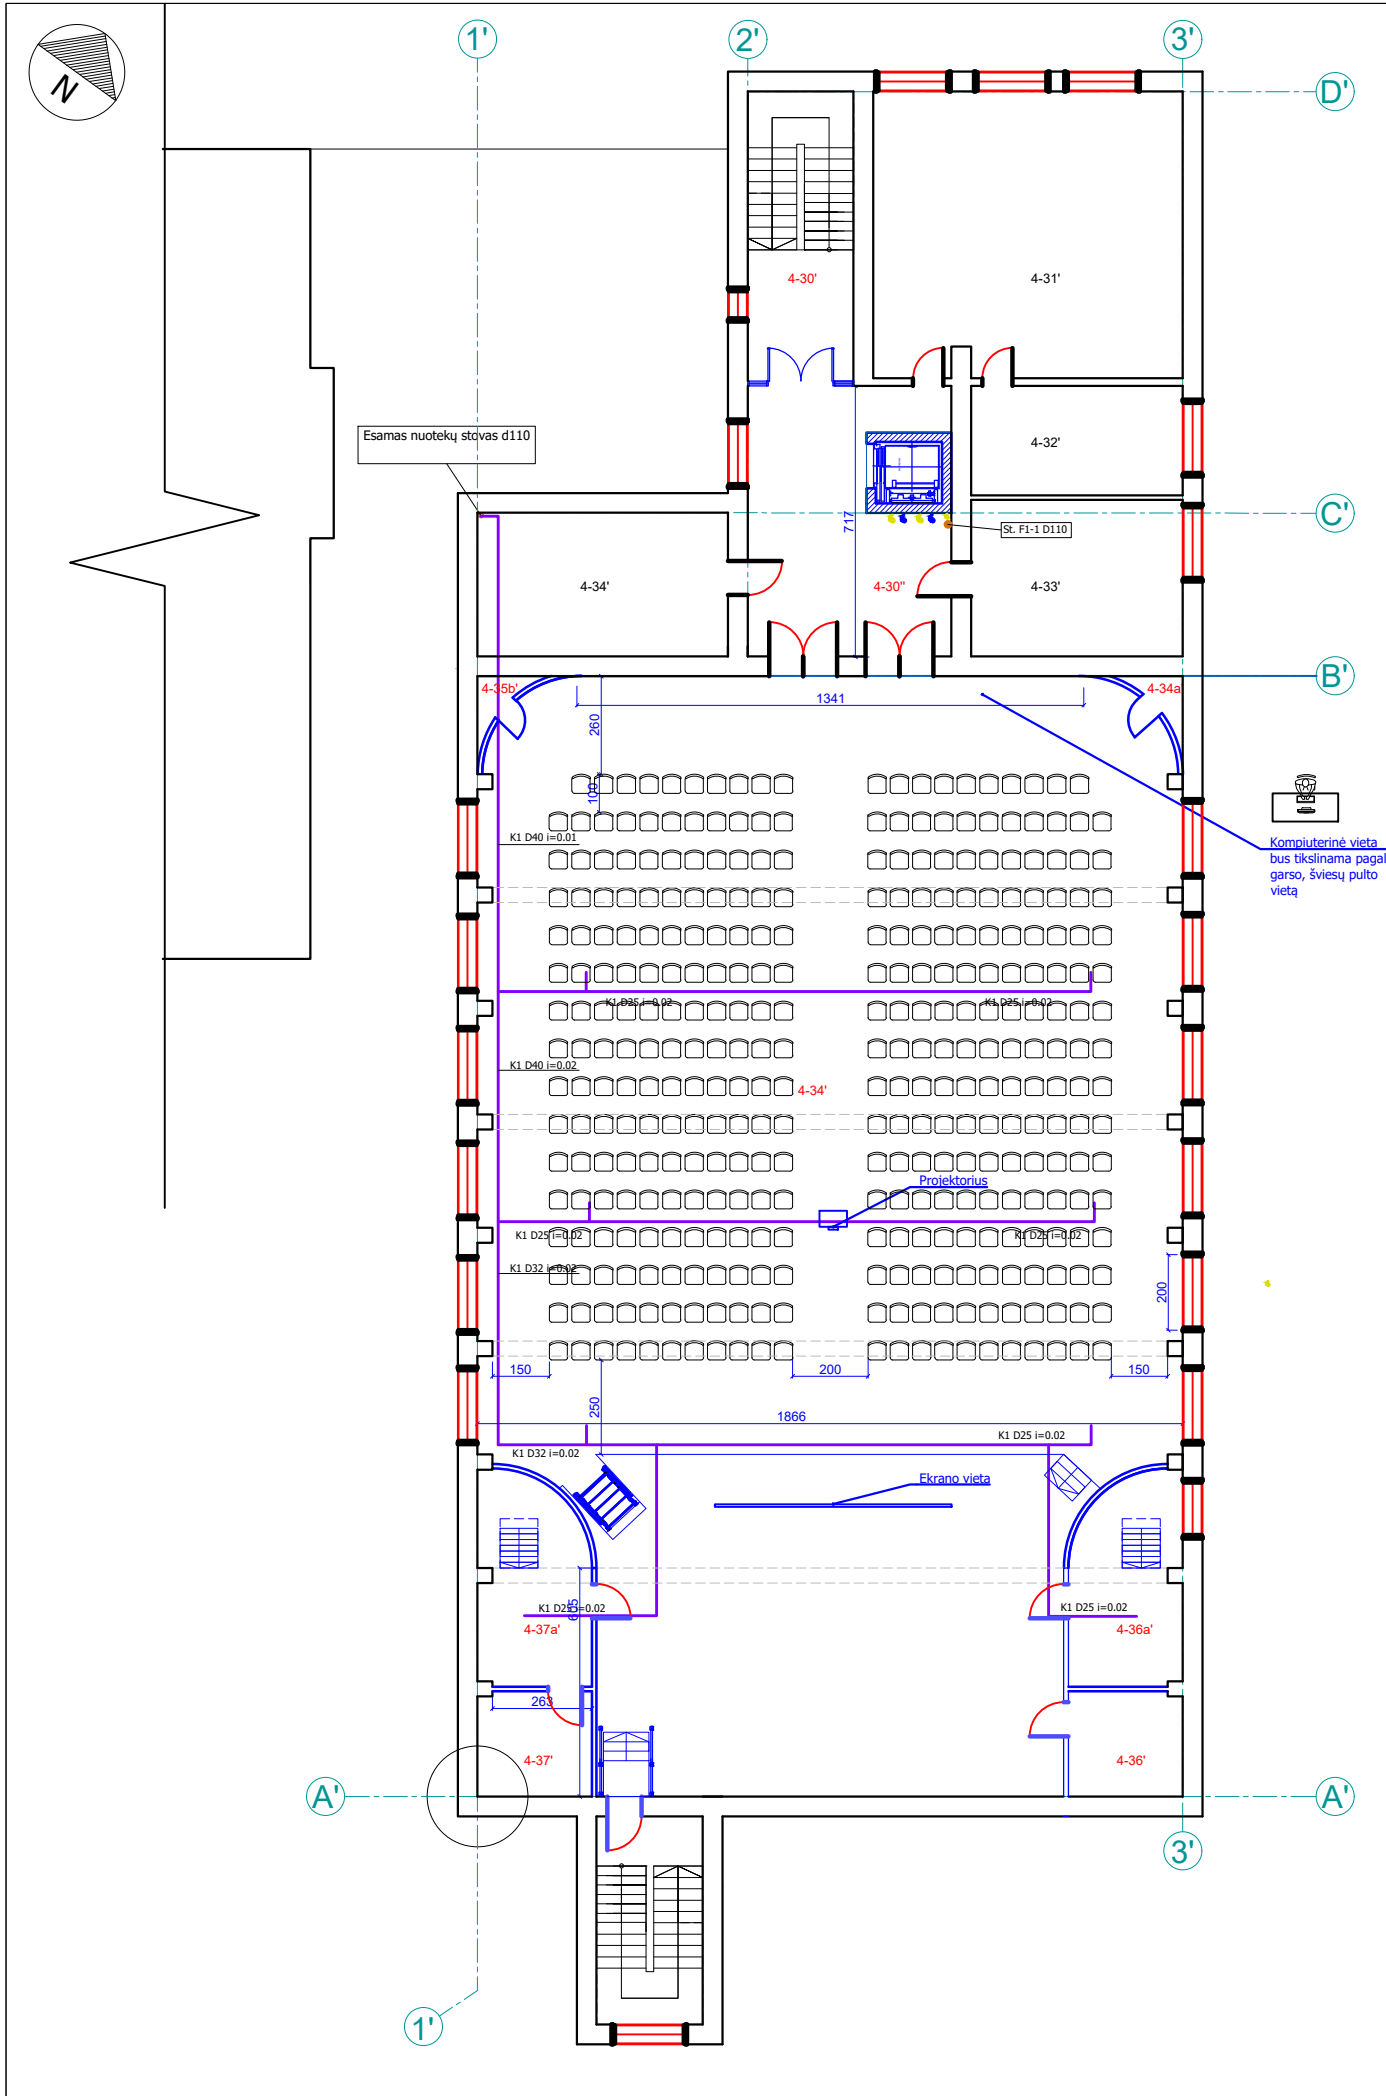 1'
2'
3'
N
D'
4-30'
4-31'
Esamas nuotekų stovas d110
4-32'
C'
717
St. F1-1 D110
4-34'
4-30"
4-33'
B'
4-35b'
4-34a
1341
260
100
K1 D40 i=0.01
Kompiuterinė vieta
bus tikslinama pagal
garso, šviesų pulto
vietą
K1 D25 i=0.02
K1 D25 i=0.02
K1 D40 i=0.02
4-34'
Projektorius
K1 D25 i=0.02
K1 D25 i=0.02
K1 D32 i=0.02
200
150
200
150
250
1866
K1 D25 i=0.02
K1 D32 i=0.02
Ekrano vieta
K1 D25 i=0.02
K1 D25 i=0.02
605
4-37a'
4-36a'
263
4-37'
4-36'
A'
A'
3'
1'